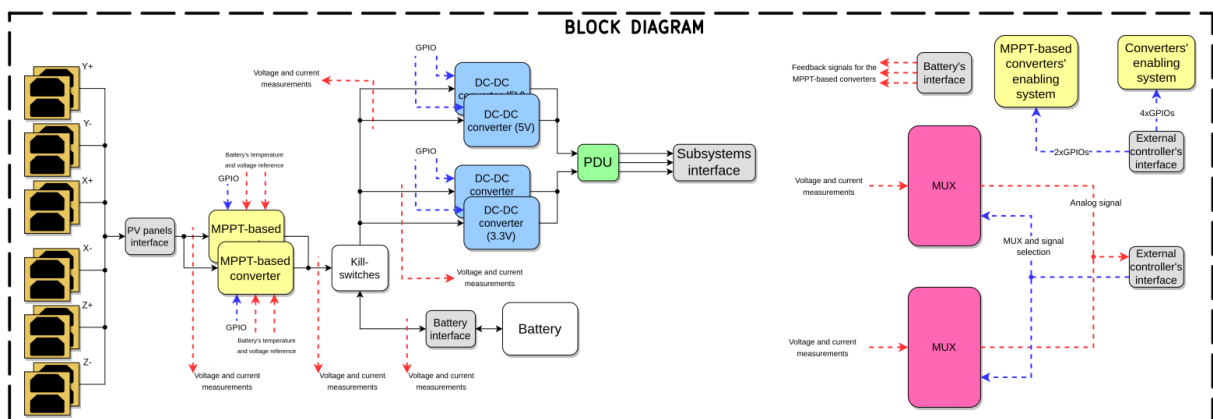 BLOCK DIAGRAM
Y+
Y-
X+
X-
Z+
Z-
PV panels
interface
Battery's temperature
and voltage reference
GPIO
MPPT-based
MPPT-based
converter
GPIO
Battery's temperature
and voltage reference
Voltage and current
measurements
Voltage and current
measurements
Voltage and current
measurements
Kill-
switches
Battery
interface
Battery
Voltage and current
measurements
GPIO
DC-DC
converter (5V)
DC-DC
converter (5V)
GPIO
DC-DC
converter
DC-DC
converter
(3.3V)
Voltage and current
measurements
PDU
Subsystems
interface
Feedback signals for the
MPPT-based converters
Battery's
interface
MPPT-based
converters'
enabling
system
Converters'
enabling
system
4xGPIOs
2xGPIOs
External
controller's
interface
Voltage and current
measurements
MUX
Analog signal
MUX and signal
selection
External
controller's
interface
Voltage and current
measurements
MUX